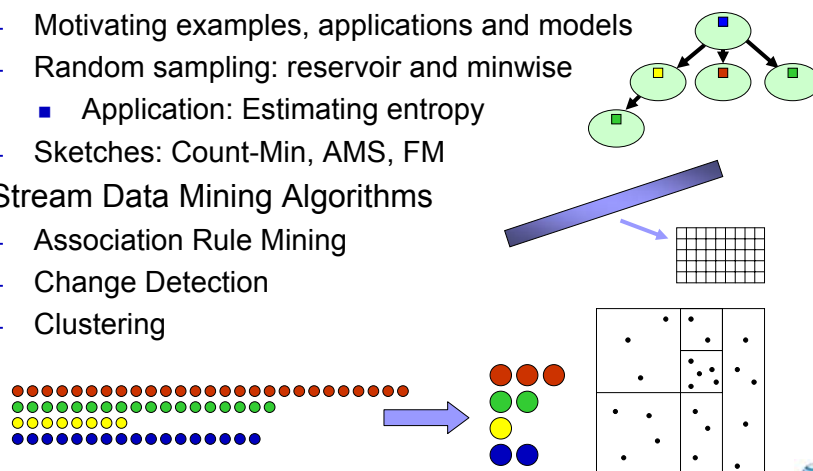 - Motivating examples, applications and models
- Random sampling: reservoir and minwise
■ Application: Estimating entropy
- Sketches: Count-Min, AMS, FM
Stream Data Mining Algorithms
- Association Rule Mining
- Change Detection
- Clustering